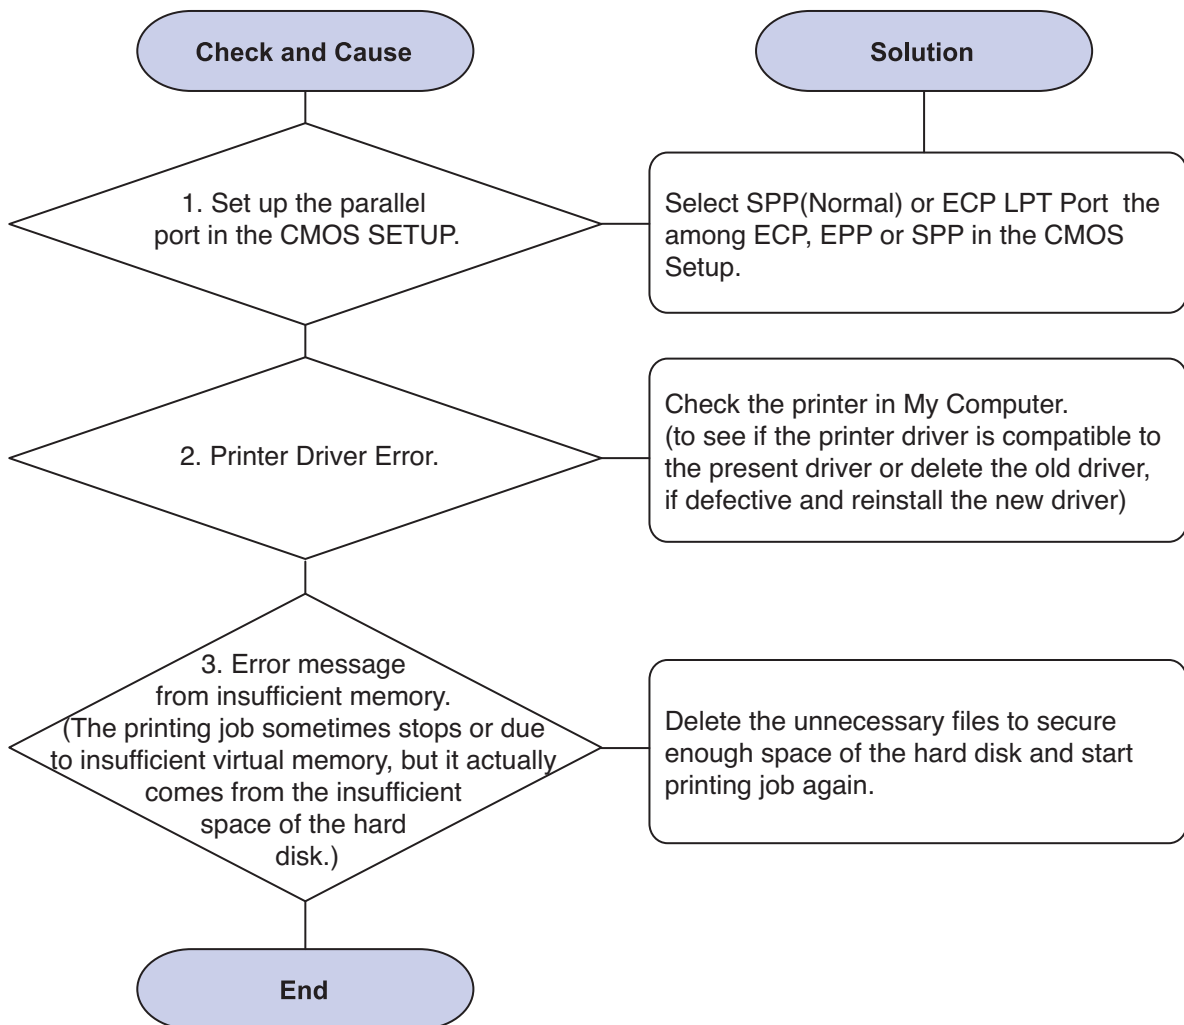 Check and Cause
Solution
1. Set up the parallel
port in the CMOS SETUP.
Select SPP(Normal) or ECP LPT Port  the
among ECP, EPP or SPP in the CMOS
Setup.
2. Printer Driver Error.
Check the printer in My Computer.
(to see if the printer driver is compatible to
the present driver or delete the old driver,
if defective and reinstall the new driver)
3. Error message
from insufficient memory.
(The printing job sometimes stops or due
to insufficient virtual memory, but it actually
comes from the insufficient
space of the hard
disk.)
Delete the unnecessary files to secure
enough space of the hard disk and start
printing job again.
End